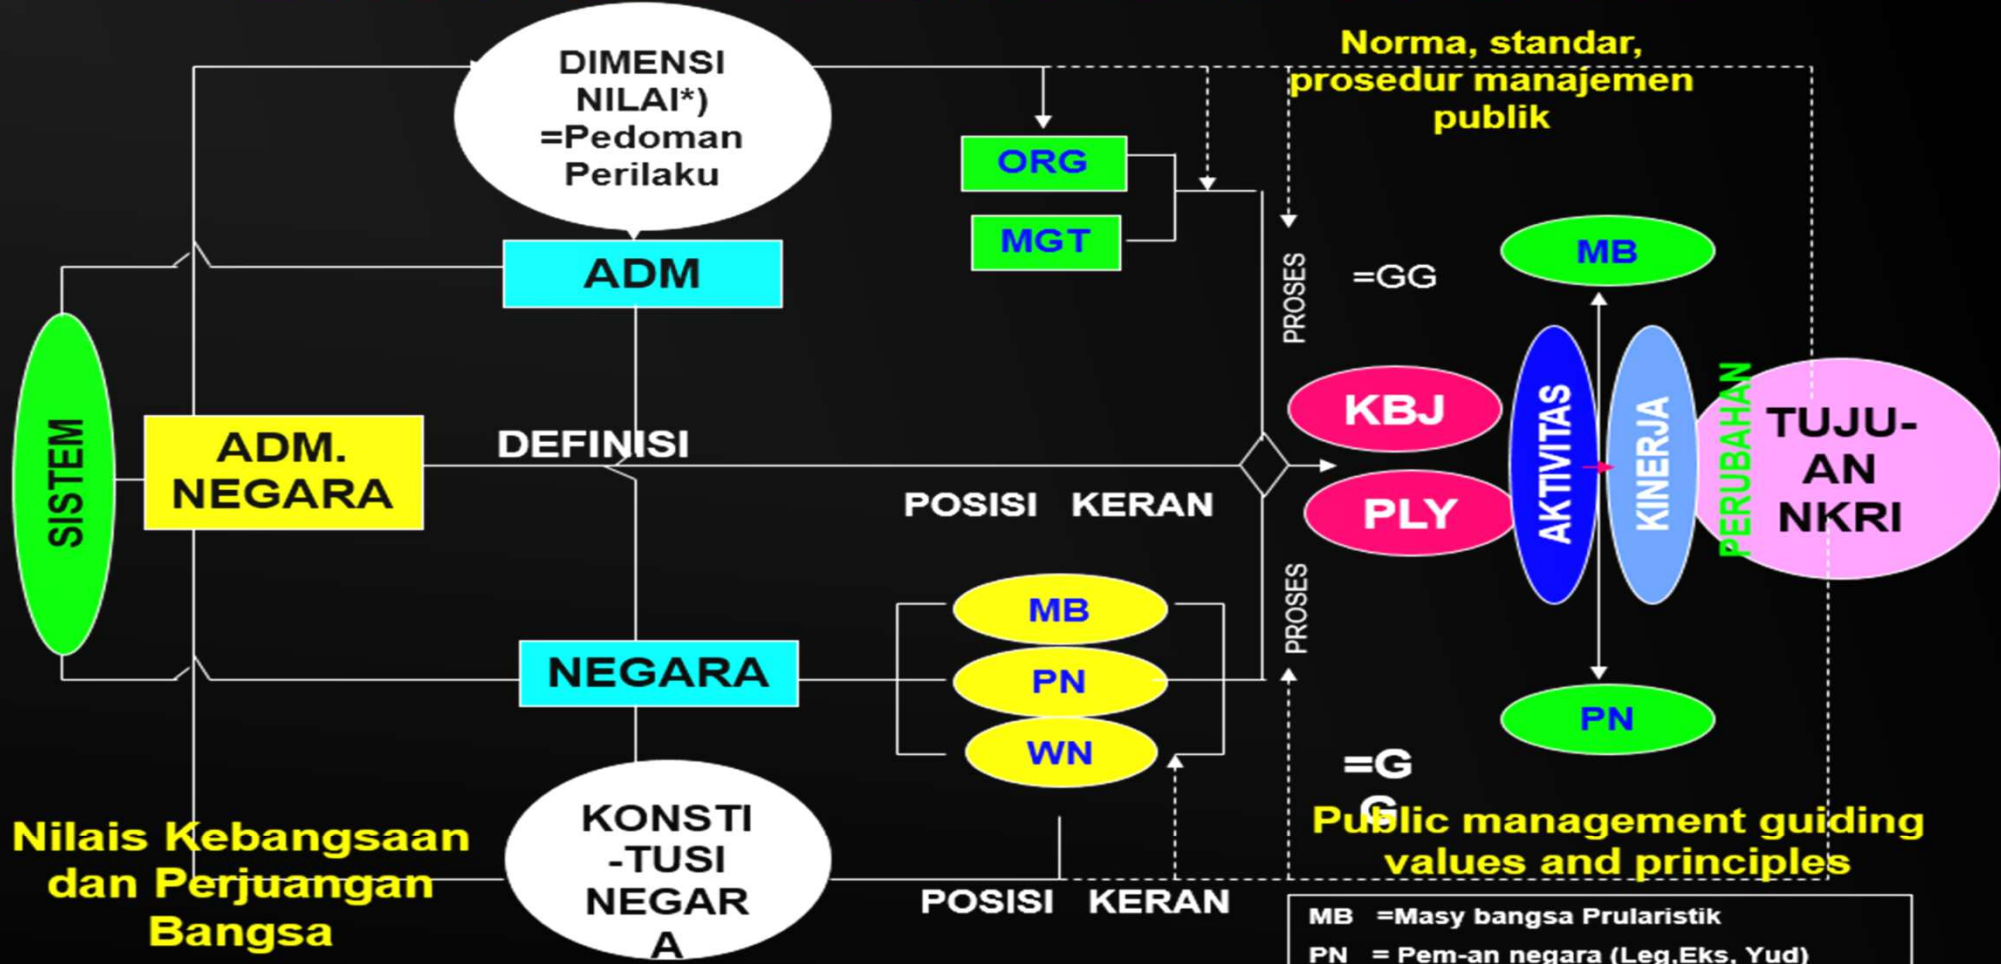 DIMENSI
NILAI*)
=Pedoman
Perilaku
Norma, standar,
prosedur manajemen
publik
ORG
MGT
ADM
PROSES
=GG
MB
SISTEM
ADM.
NEGARA
DEFINISI
POSISI KERAN
KBJ
PLY
AKTIVITAS
KINERJA
PERUBAHAN
TUJU-
AN
NKRI
NEGARA
MB
PN
WN
PROSES
PN
=G
G
KONSTI
-TUSI
NEGAR
A
Nilais Kebangsaan
dan Perjuangan
Bangsa
Public management guiding
values and principles
POSISI KERAN
MB =Masy bangsa Prularistik
PN = Pem-an negara (Leg,Eks, Yud)